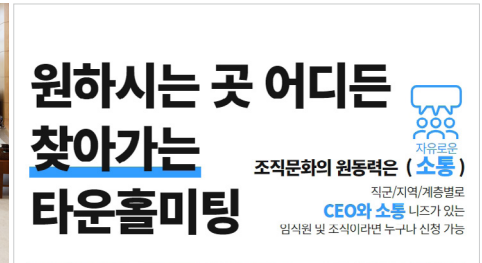 원하시는 곳 어디든
찾아가는
타운홀미팅
자유로운
조직문화의 원동력은 ( 소통 )
직군/지역/계층별로
CEO와 소통 니즈가 있는
임직원 및 조직이라면 누구나 신청 가능